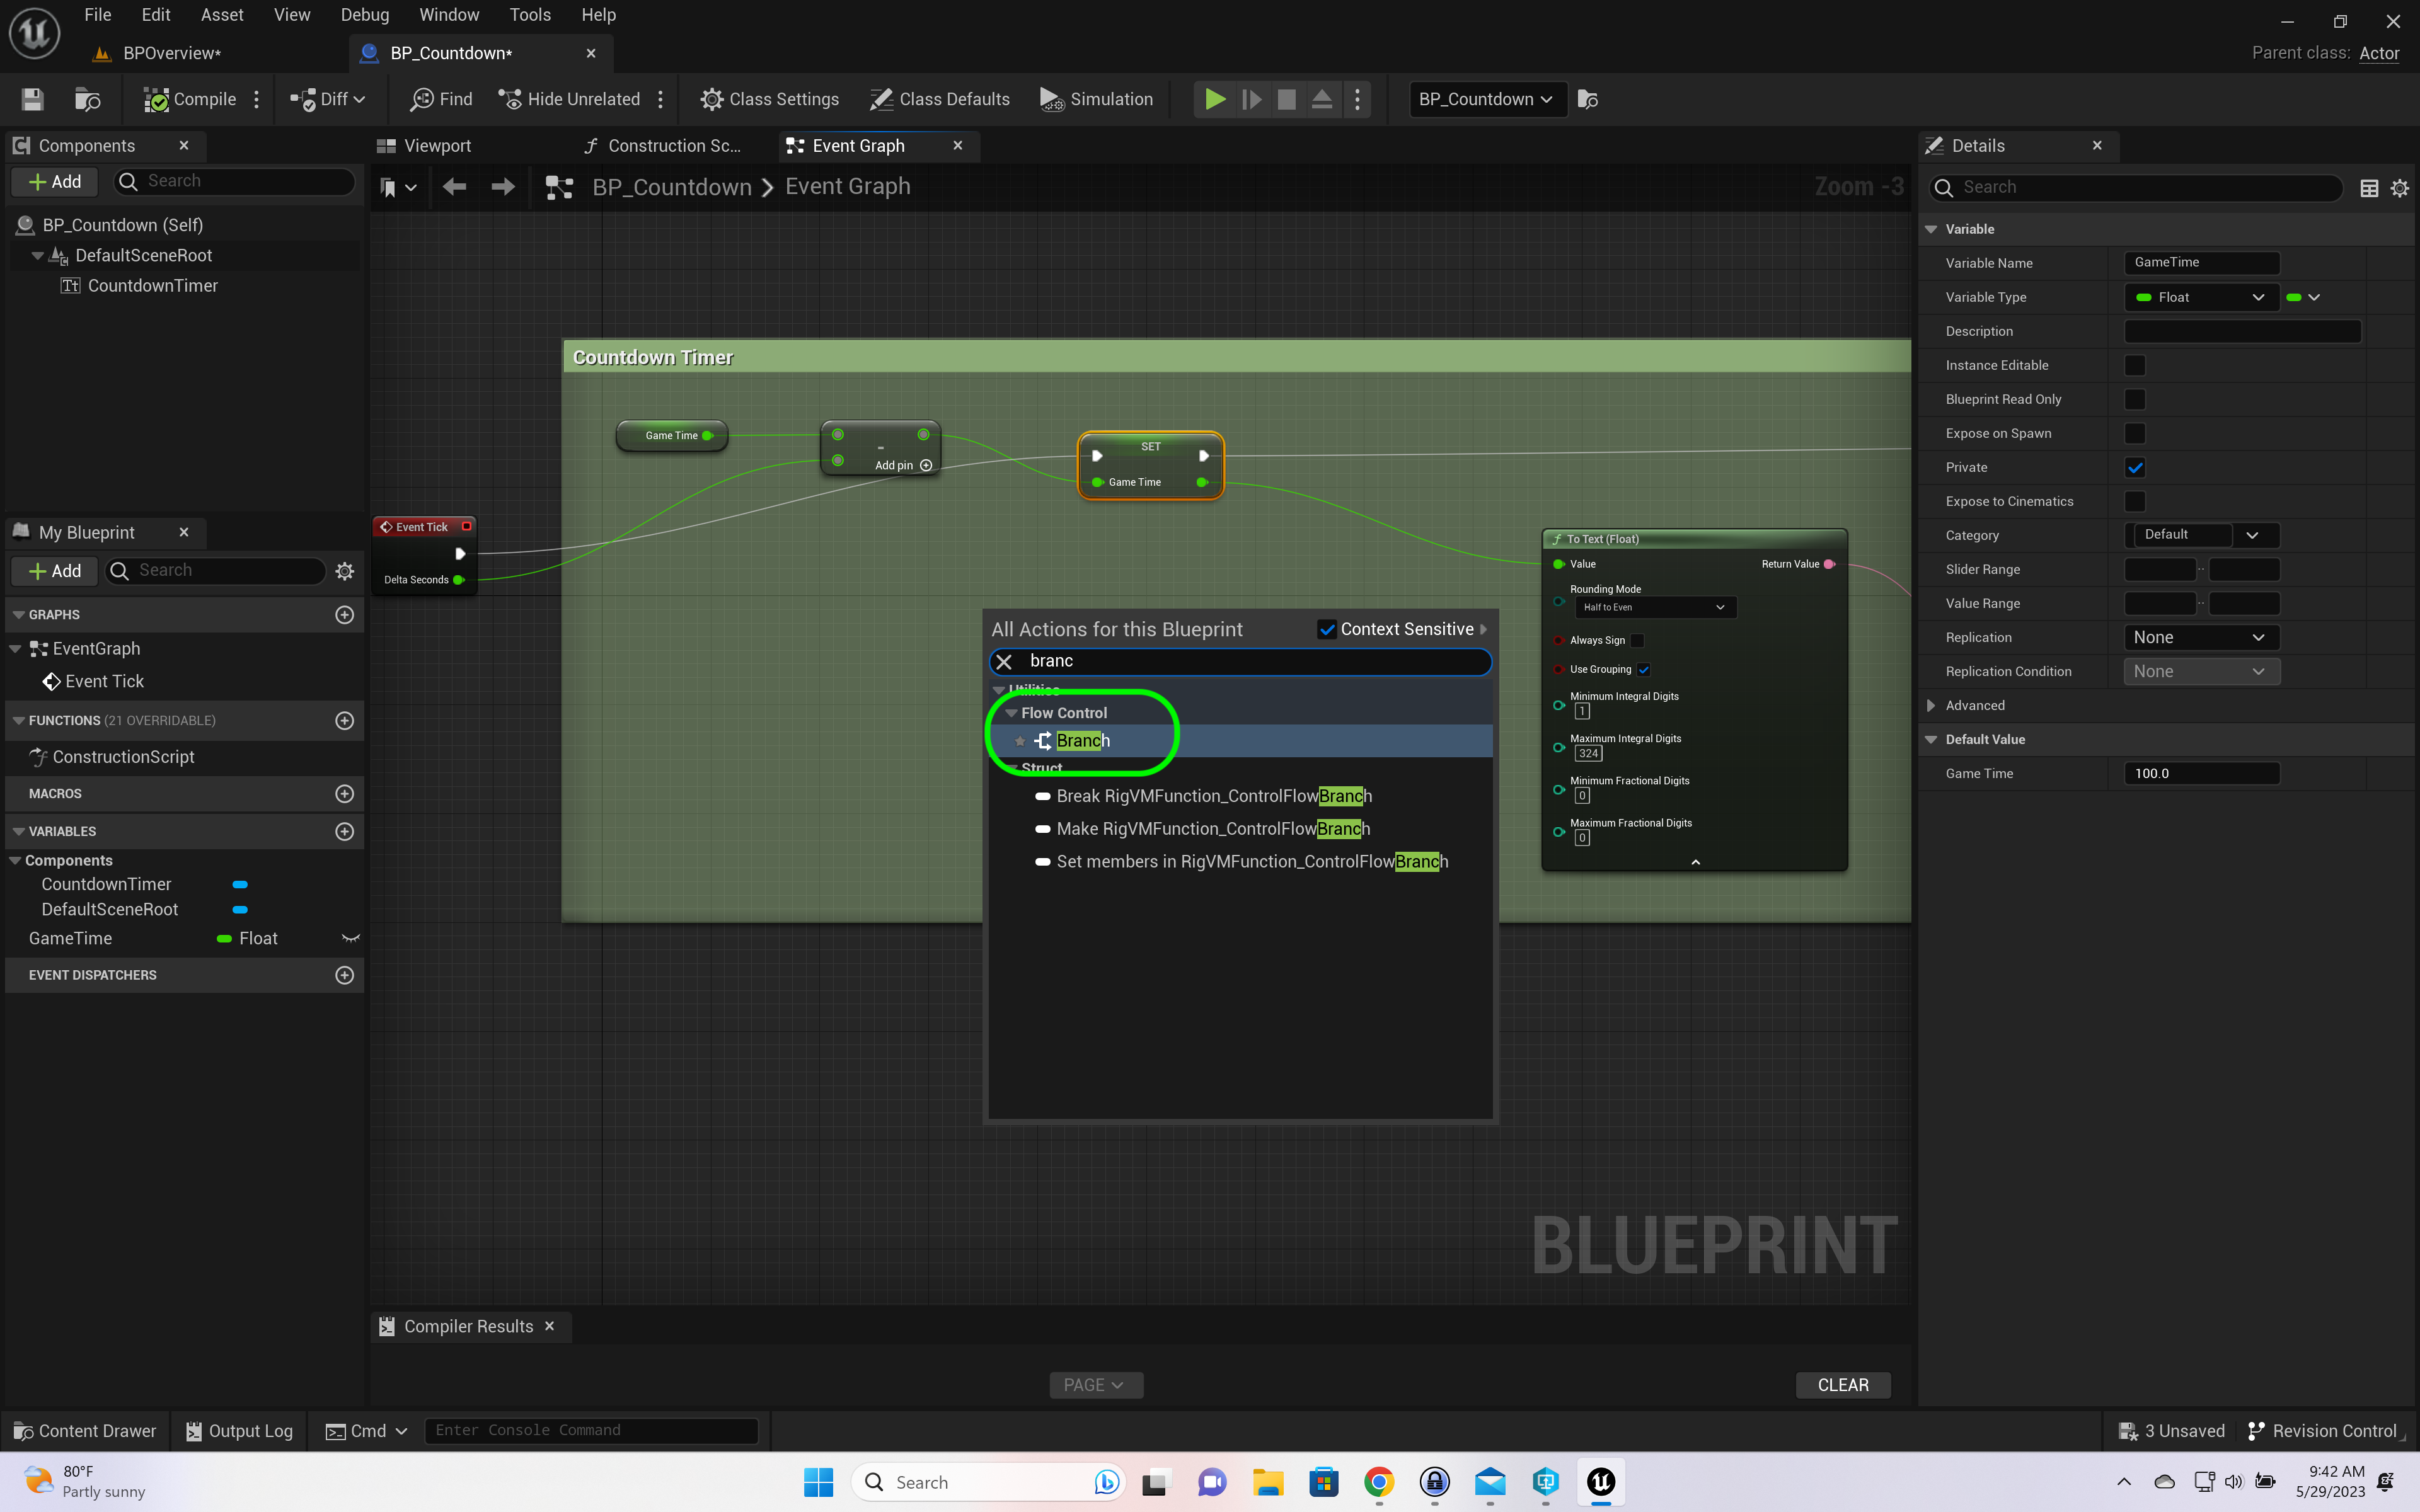 File Edit Asset View Debug Window Tools Help
BPOverview*
BP_Countdown*
Parent class: Actor
Compile
Diff
Find
Hide Unrelated
Class Settings
Class Defaults
Simulation
BP_Countdown
Components
Add
Search
BP_Countdown (Self)
DefaultSceneRoot
CountdownTimer
My Blueprint
Add
Search
GRAPHS
EventGraph
Event Tick
FUNCTIONS (21 OVERRIDABLE)
ConstructionScript
MACROS
VARIABLES
Components
CountdownTimer
DefaultSceneRoot
GameTime Float
EVENT DISPATCHERS
Viewport
Construction Sc...
Event Graph
BP_Countdown > Event Graph
Zoom -3
Countdown Timer
Game Time
-
Add pin
SET
Game Time
Event Tick
Delta Seconds
To Text (Float)
Value
Return Value
Rounding Mode
Half to Even
Always Sign
Use Grouping
Minimum Integral Digits
1
Maximum Integral Digits
324
Minimum Fractional Digits
0
Maximum Fractional Digits
0
All Actions for this Blueprint
Context Sensitive
branc
Utilities
Flow Control
Branch
Struct
Break RigVMFunction_ControlFlowBranch
Make RigVMFunction_ControlFlowBranch
Set members in RigVMFunction_ControlFlowBranch
BLUEPRINT
Compiler Results
PAGE
CLEAR
Details
Search
Variable
Variable Name GameTime
Variable Type Float
Description
Instance Editable
Blueprint Read Only
Expose on Spawn
Private
Expose to Cinematics
Category Default
Slider Range
Value Range
Replication None
Replication Condition None
Advanced
Default Value
Game Time 100.0
Content Drawer
Output Log
Cmd
Enter Console Command
3 Unsaved
Revision Control
80°F
Partly sunny
Search
9:42 AM
5/29/2023